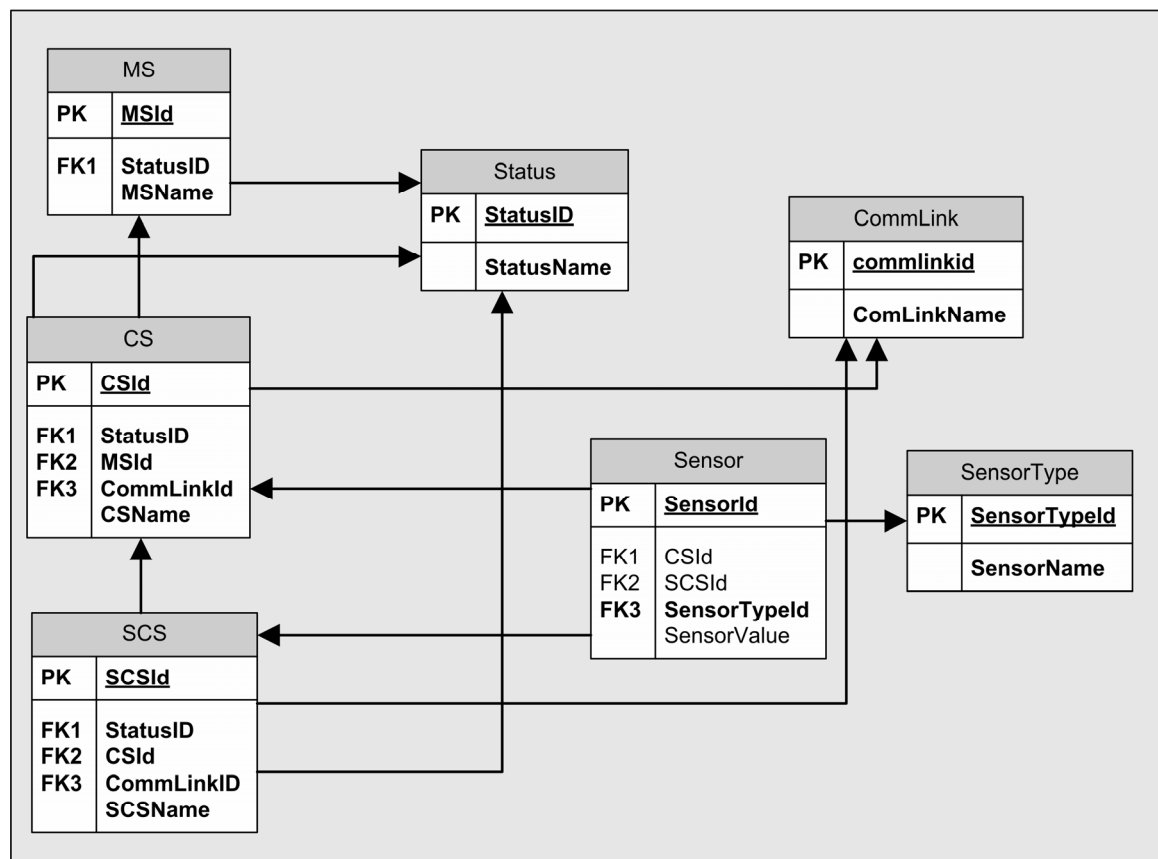 MS
PK MSId
FK1 StatusID
MSName
Status
PK StatusID
StatusName
CommLink
PK commlinkid
ComLinkName
CS
PK CSId
FK1 StatusID
FK2 MSId
FK3 CommLinkId
CSName
Sensor
PK SensorId
FK1 CSId
FK2 SCSId
FK3 SensorTypeId
SensorValue
SensorType
PK SensorTypeId
SensorName
SCS
PK SCSId
FK1 StatusID
FK2 CSId
FK3 CommLinkID
SCSName